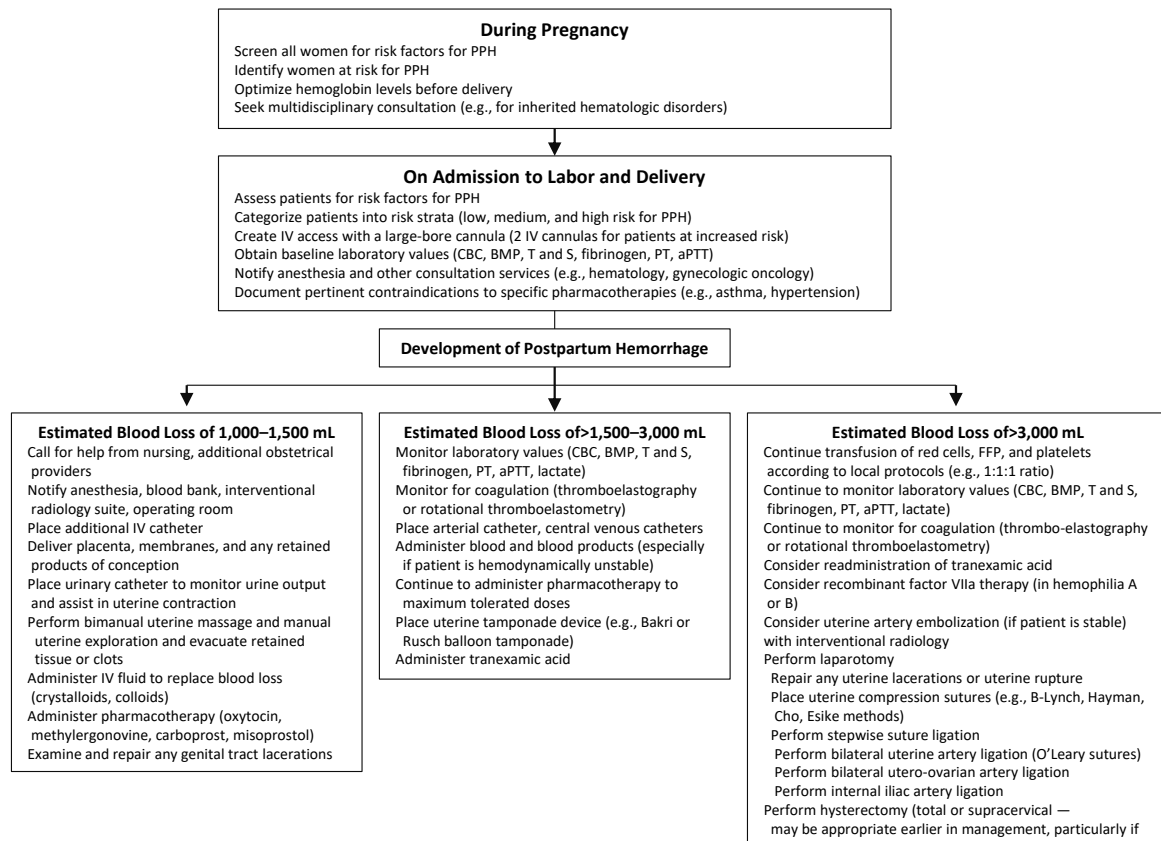 During Pregnancy
Screen all women for risk factors for PPH
Identify women at risk for PPH
Optimize hemoglobin levels before delivery
Seek multidisciplinary consultation (e.g., for inherited hematologic disorders)
On Admission to Labor and Delivery
Assess patients for risk factors for PPH
Categorize patients into risk strata (low, medium, and high risk for PPH)
Create IV access with a large-bore cannula (2 IV cannulas for patients at increased risk)
Obtain baseline laboratory values (CBC, BMP, T and S, fibrinogen, PT, aPTT)
Notify anesthesia and other consultation services (e.g., hematology, gynecologic oncology)
Document pertinent contraindications to specific pharmacotherapies (e.g., asthma, hypertension)
Development of Postpartum Hemorrhage
Estimated Blood Loss of 1,000–1,500 mL
Call for help from nursing, additional obstetrical
providers
Notify anesthesia, blood bank, interventional
radiology suite, operating room
Place additional IV catheter
Deliver placenta, membranes, and any retained
products of conception
Place urinary catheter to monitor urine output
and assist in uterine contraction
Perform bimanual uterine massage and manual
uterine exploration and evacuate retained
tissue or clots
Administer IV fluid to replace blood loss
(crystalloids, colloids)
Administer pharmacotherapy (oxytocin,
methylergonovine, carboprost, misoprostol)
Examine and repair any genital tract lacerations
Estimated Blood Loss of>1,500–3,000 mL
Monitor laboratory values (CBC, BMP, T and S,
fibrinogen, PT, aPTT, lactate)
Monitor for coagulation (thromboelastography
or rotational thromboelastometry)
Place arterial catheter, central venous catheters
Administer blood and blood products (especially
if patient is hemodynamically unstable)
Continue to administer pharmacotherapy to
maximum tolerated doses
Place uterine tamponade device (e.g., Bakri or
Rusch balloon tamponade)
Administer tranexamic acid
Estimated Blood Loss of>3,000 mL
Continue transfusion of red cells, FFP, and platelets
according to local protocols (e.g., 1:1:1 ratio)
Continue to monitor laboratory values (CBC, BMP, T and S,
fibrinogen, PT, aPTT, lactate)
Continue to monitor for coagulation (thrombo-elastography
or rotational thromboelastometry)
Consider readministration of tranexamic acid
Consider recombinant factor VIIa therapy (in hemophilia A
or B)
Consider uterine artery embolization (if patient is stable)
with interventional radiology
Perform laparotomy
Repair any uterine lacerations or uterine rupture
Place uterine compression sutures (e.g., B-Lynch, Hayman,
Cho, Esike methods)
Perform stepwise suture ligation
Perform bilateral uterine artery ligation (O’Leary sutures)
Perform bilateral utero-ovarian artery ligation
Perform internal iliac artery ligation
Perform hysterectomy (total or supracervical —
may be appropriate earlier in management, particularly if